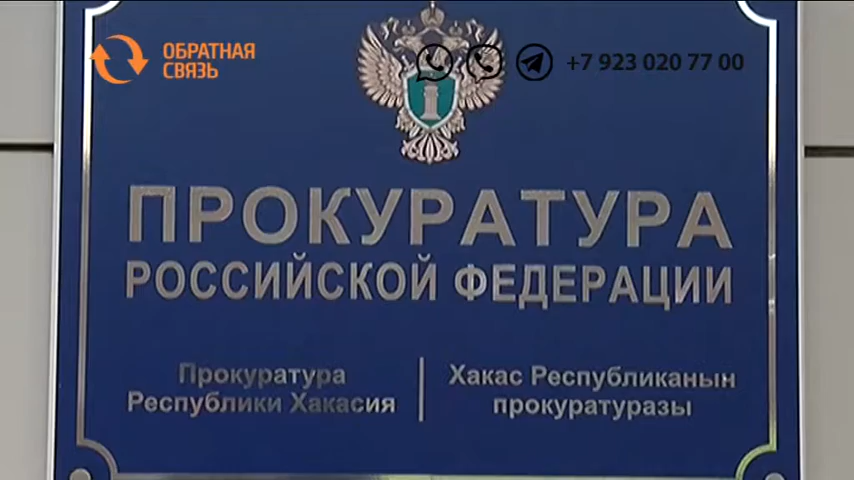 ОБРАТНАЯ
СВЯЗЬ
+7 923 020 77 00
ПРОКУРАТУРА
РОССИЙСКОЙ ФЕДЕРАЦИИ
Прокуратура
Республики Хакасия
Хакас Республиканын
прокуратуразы